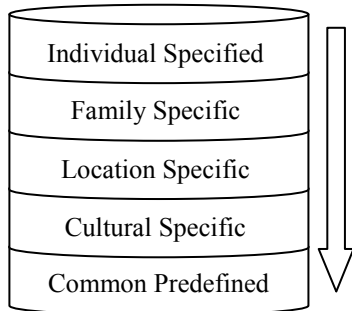 Individual Specified
Family Specific
Location Specific
Cultural Specific
Common Predefined